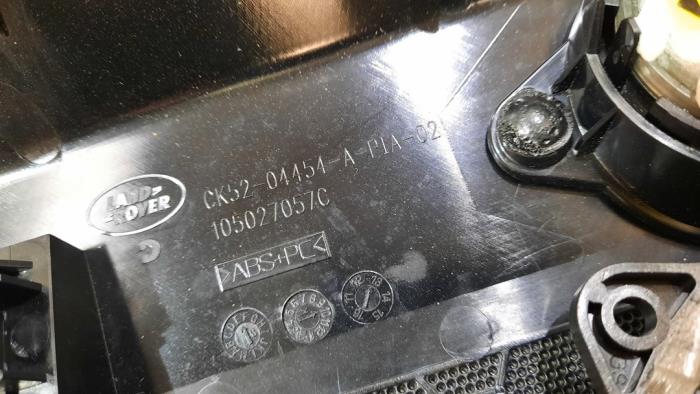 LAND-
ROVER
CK52-04454-A-PIA-02
105027057C
>ABS+PC<